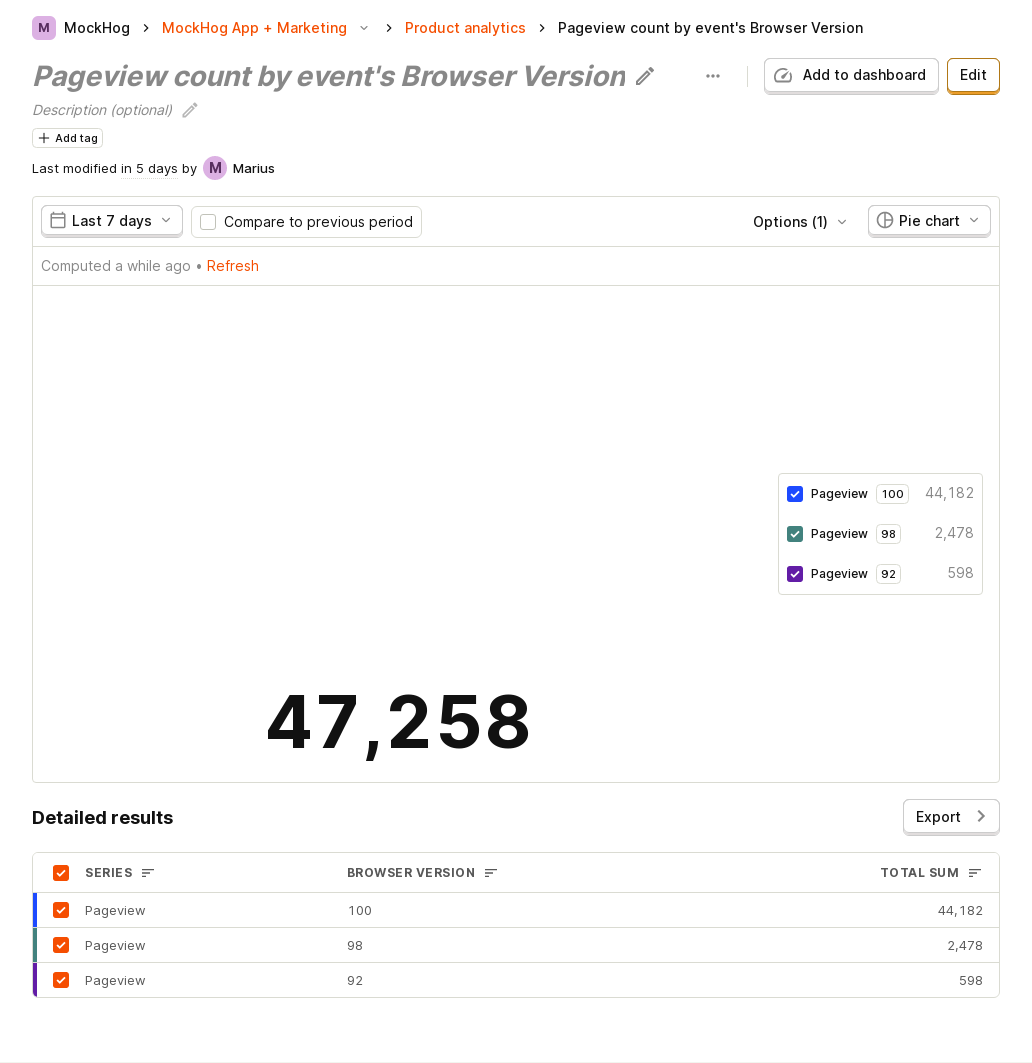 M MockHog > MockHog App + Marketing > Product analytics > Pageview count by event's Browser Version
Pageview count by event's Browser Version
Add to dashboard
Edit
Description (optional)
Add tag
Last modified in 5 days by M Marius
Last 7 days
Compare to previous period
Options (1)
Pie chart
Computed a while ago • Refresh
Pageview 100 44,182
Pageview 98 2,478
Pageview 92 598
47,258
Detailed results
Export
SERIES BROWSER VERSION TOTAL SUM
Pageview 100 44,182
Pageview 98 2,478
Pageview 92 598